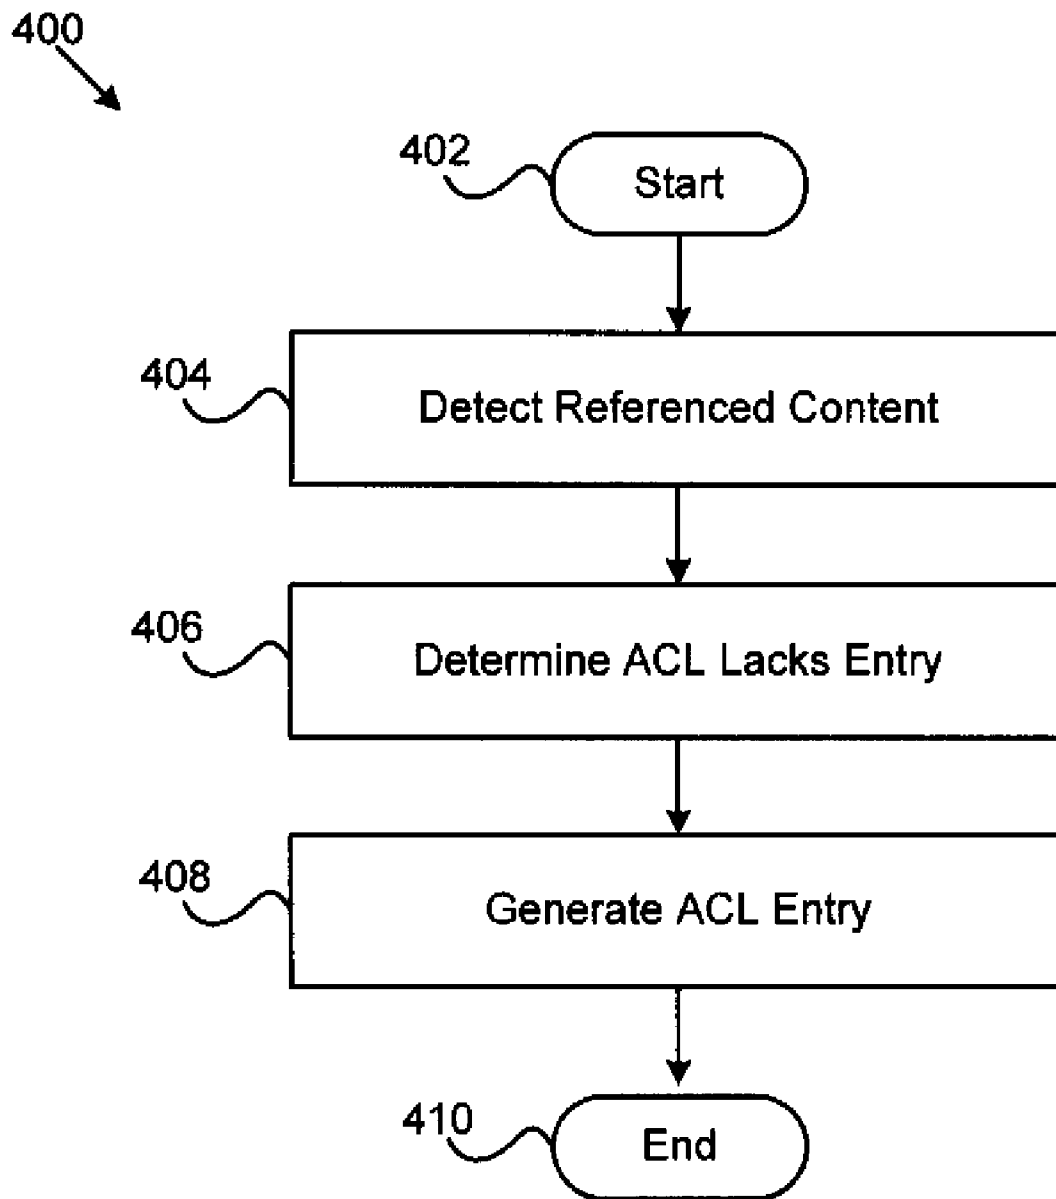 400
402
Start
404
Detect Referenced Content
406
Determine ACL Lacks Entry
408
Generate ACL Entry
410
End